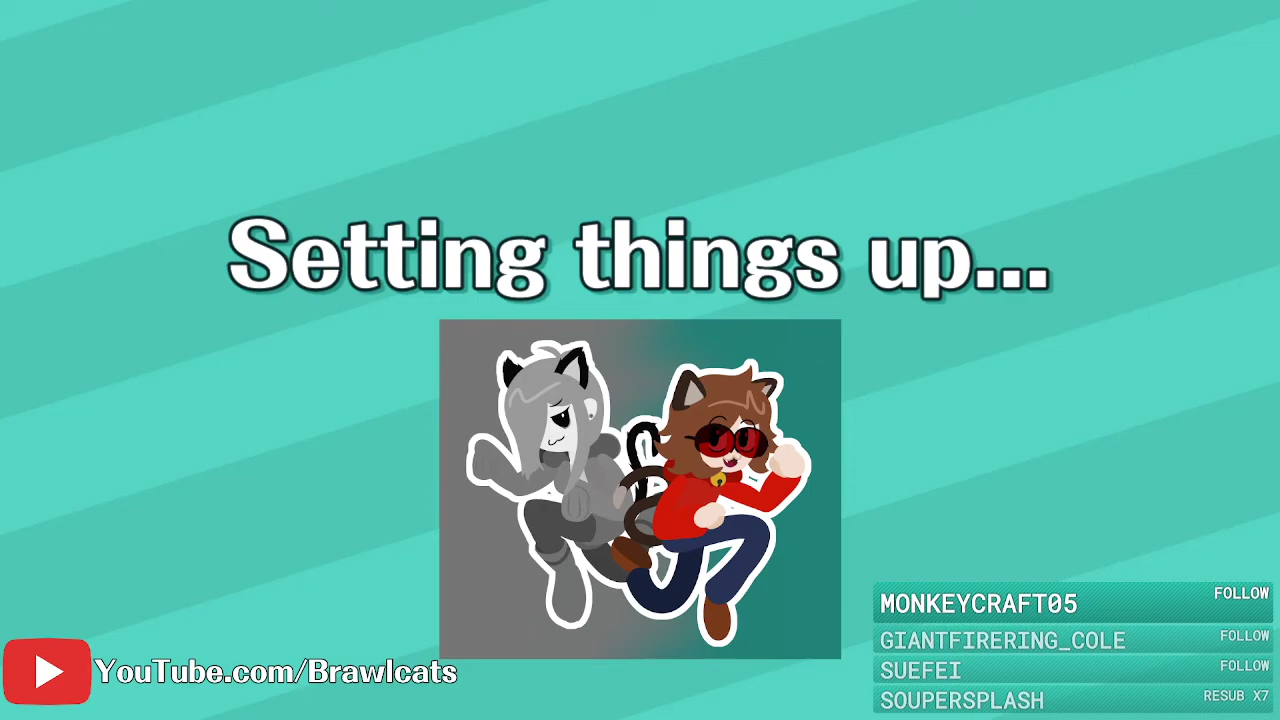 Setting things up...
YouTube.com/Brawlcats
MONKEYCRAFT05 FOLLOW
GIANTFIRERING_COLE FOLLOW
SUEFEI FOLLOW
SOUPERSPLASH RESUB X7